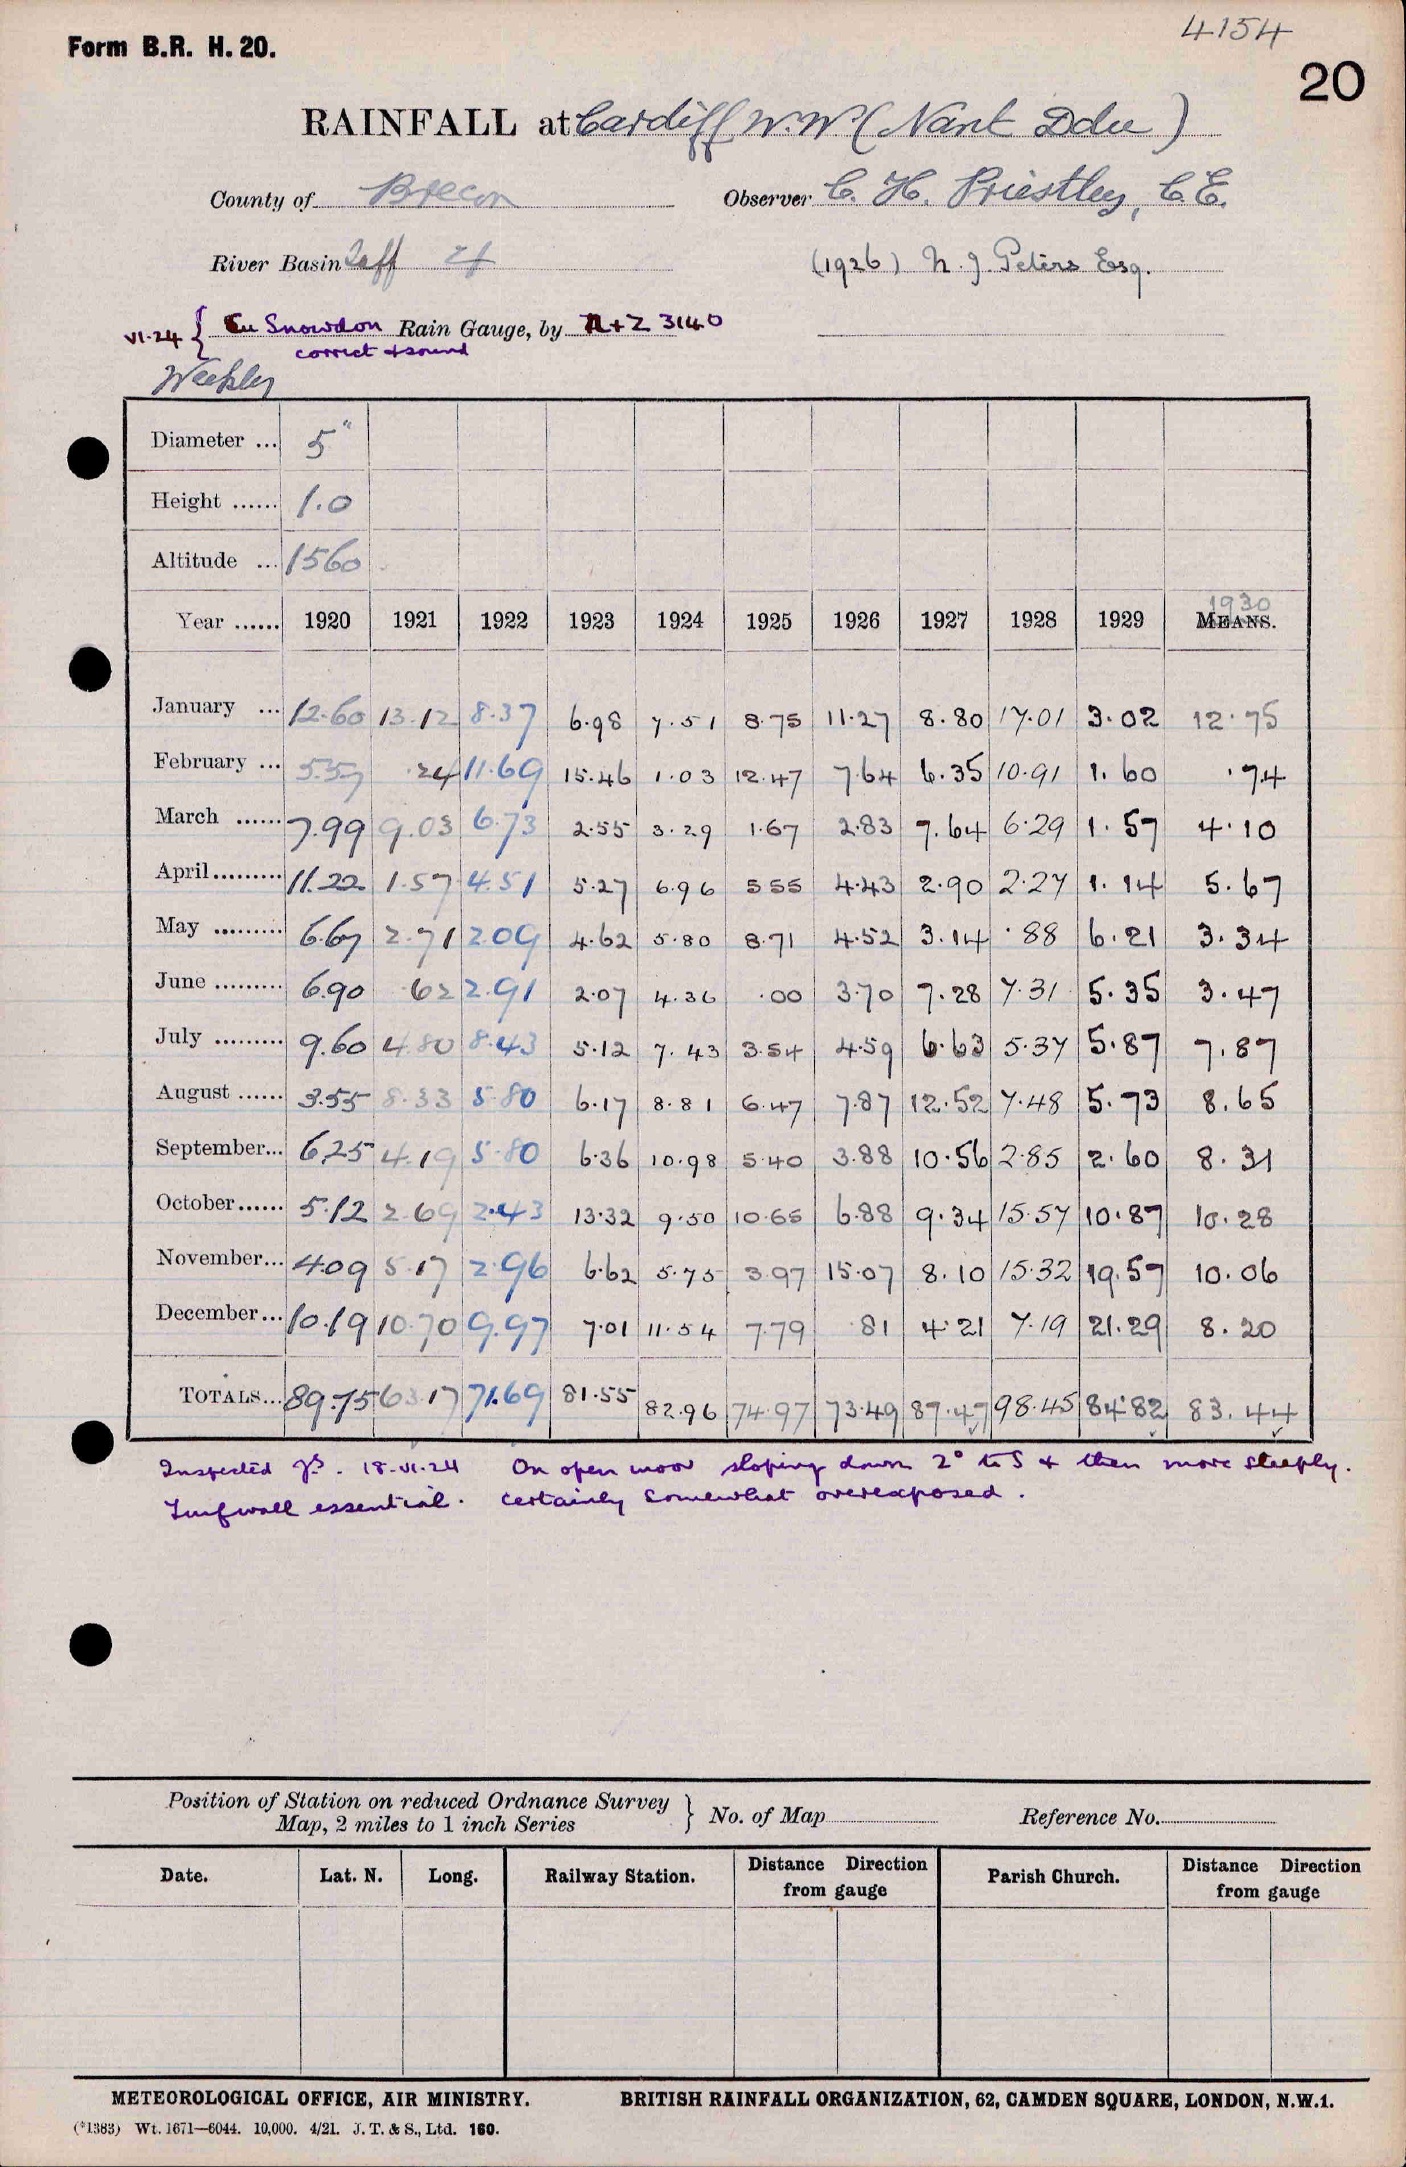 4154
Form B.R. H. 20.
20
RAINFALL at Cardiff W.W. (Nant Ddu)
County of Brecon Observer C. H. Priestley, C.E.
River Basin Taff 24 (1926) N. J. Peters Esq.
VI.24 { Cu Snowdon Rain Gauge, by N+Z 3140
correct & sound
Weekly
Diameter ... 5"
Height ...... 1.0
Altitude ... 1560
1930
Year ...... 1920 1921 1922 1923 1924 1925 1926 1927 1928 1929 MEANS.
January ... 12.60 13.12 8.37 6.98 7.51 8.75 11.27 8.80 17.01 3.02 12.75
February ... 5.57 .24 11.69 15.46 1.03 12.47 7.64 6.35 10.91 1.60 .74
March ...... 7.99 9.03 6.73 2.55 3.29 1.67 2.83 7.64 6.29 1.57 4.10
April ......... 11.22 1.57 4.51 5.27 6.96 5.55 4.43 2.90 2.27 1.14 5.67
May ......... 6.67 2.71 2.09 4.62 5.80 8.71 4.52 3.14 .88 6.21 3.34
June ......... 6.90 .62 2.91 2.07 4.36 .00 3.70 7.28 7.31 5.35 3.47
July ......... 9.60 4.80 8.43 5.12 7.43 3.54 4.59 6.63 5.37 5.87 7.87
August ...... 3.55 8.33 5.80 6.17 8.81 6.47 7.87 12.52 7.48 5.73 8.65
September... 6.25 4.19 5.80 6.36 10.98 5.40 3.88 10.56 2.85 2.60 8.31
October ...... 5.12 2.69 2.43 13.32 9.50 10.65 6.88 9.34 15.57 10.87 10.28
November... 4.09 5.17 2.96 6.62 5.75 3.97 15.07 8.10 15.32 19.57 10.06
December... 10.19 10.70 9.97 7.01 11.54 7.79 .81 4.21 7.19 21.29 8.20
TOTALS... 89.75 63.17 71.69 81.55 82.96 74.97 73.49 87.47 98.45 84.82 83.44
Inspected 18.VI.24 On open moor sloping down 2° to S & then more steeply.
Turfwall essential. Certainly somewhat overexposed.
Position of Station on reduced Ordnance Survey Map, 2 miles to 1 inch Series } No. of Map Reference No.
Date. Lat. N. Long. Railway Station. Distance Direction from gauge Parish Church. Distance Direction from gauge
METEOROLOGICAL OFFICE, AIR MINISTRY. BRITISH RAINFALL ORGANIZATION, 62, CAMDEN SQUARE, LONDON, N.W.1.
(*1383) Wt. 1671—6044. 10,000. 4/21. J. T. & S., Ltd. 160.